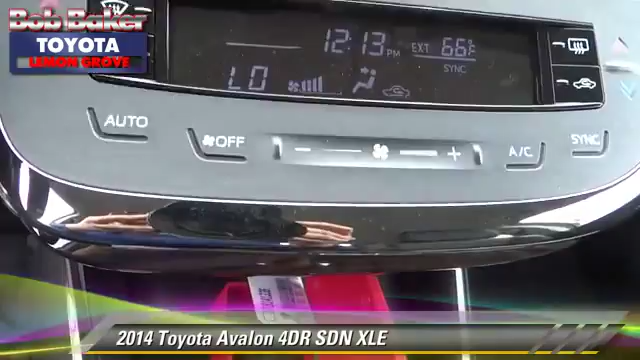 Bob Baker
TOYOTA
LEMON GROVE
12:13 PM EXT 66°F
SYNC
LO
AUTO
OFF
- +
A/C
SYNC
2014 Toyota Avalon 4DR SDN XLE